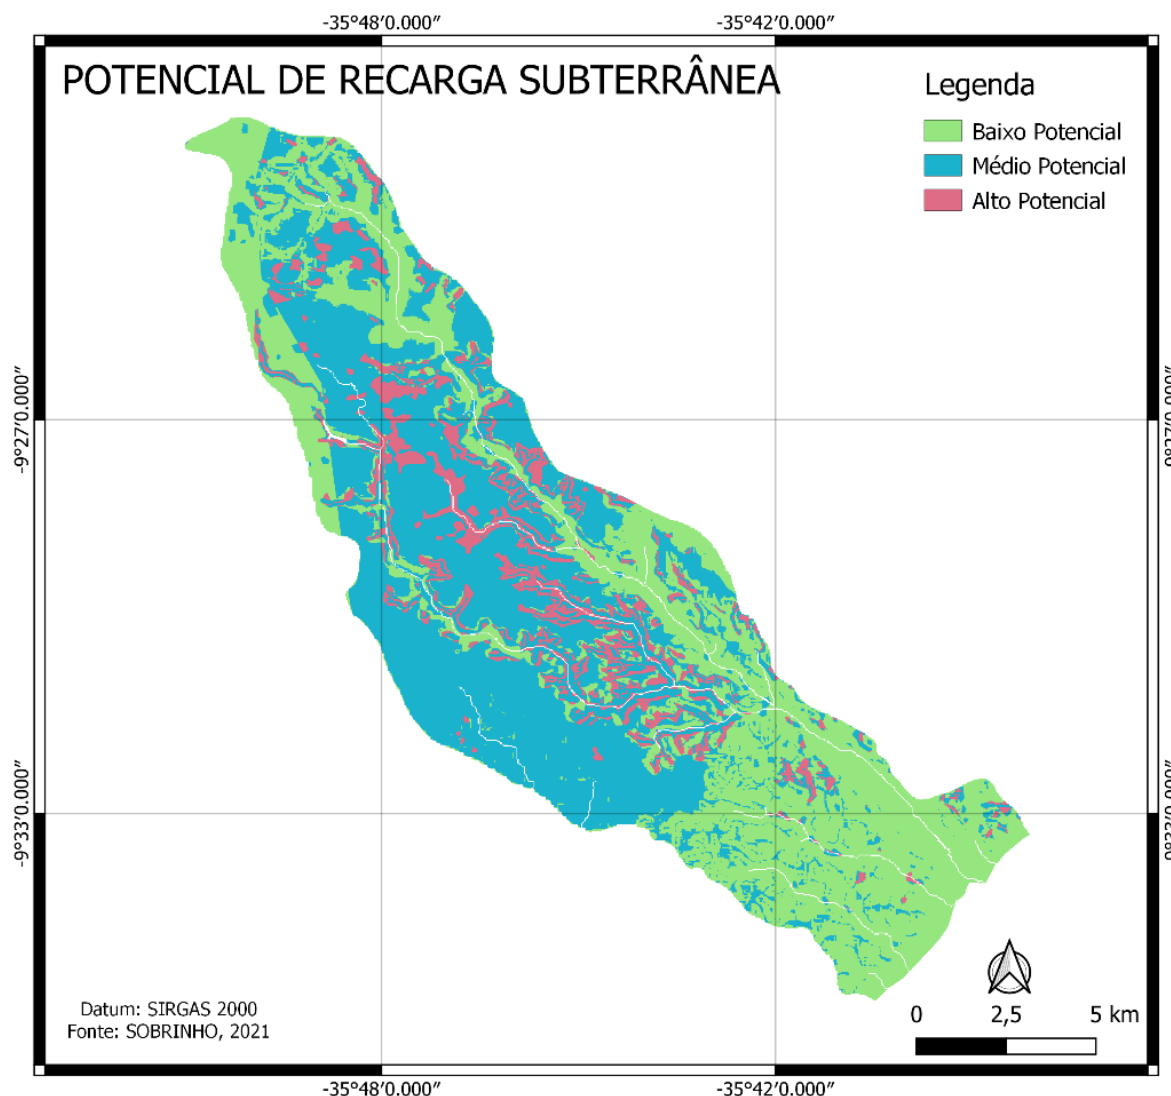 -35°48′0.000″
-35°42′0.000″
POTENCIAL DE RECARGA SUBTERRÂNEA
Legenda
Baixo Potencial
Médio Potencial
Alto Potencial
-9°27′0.000″
-9°33′0.000″
Datum: SIRGAS 2000
Fonte: SOBRINHO, 2021
0 2,5 5 km
-35°48′0.000″
-35°42′0.000″